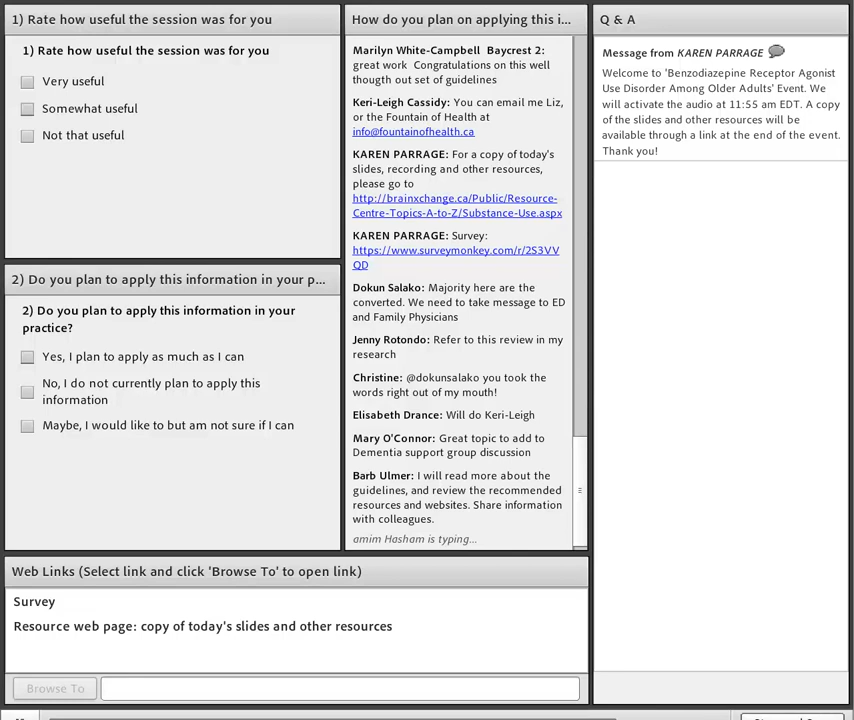 1) Rate how useful the session was for you
1) Rate how useful the session was for you
Very useful
Somewhat useful
Not that useful
2) Do you plan to apply this information in your p...
2) Do you plan to apply this information in your
practice?
Yes, I plan to apply as much as I can
No, I do not currently plan to apply this
information
Maybe, I would like to but am not sure if I can
How do you plan on applying this i...
Marilyn White-Campbell Baycrest 2:
great work Congratulations on this well
thougth out set of guidelines
Keri-Leigh Cassidy: You can email me Liz,
or the Fountain of Health at
info@fountainofhealth.ca
KAREN PARRAGE: For a copy of today's
slides, recording and other resources,
please go to
http://brainxchange.ca/Public/Resource-
Centre-Topics-A-to-Z/Substance-Use.aspx
KAREN PARRAGE: Survey:
https://www.surveymonkey.com/r/2S3VV
QD
Dokun Salako: Majority here are the
converted. We need to take message to ED
and Family Physicians
Jenny Rotondo: Refer to this review in my
research
Christine: @dokunsalako you took the
words right out of my mouth!
Elisabeth Drance: Will do Keri-Leigh
Mary O'Connor: Great topic to add to
Dementia support group discussion
Barb Ulmer: I will read more about the
guidelines, and review the recommended
resources and websites. Share information
with colleagues.
amim Hasham is typing...
Q & A
Message from KAREN PARRAGE
Welcome to 'Benzodiazepine Receptor Agonist
Use Disorder Among Older Adults' Event. We
will activate the audio at 11:55 am EDT. A copy
of the slides and other resources will be
available through a link at the end of the event.
Thank you!
Web Links (Select link and click 'Browse To' to open link)
Survey
Resource web page: copy of today's slides and other resources
Browse To